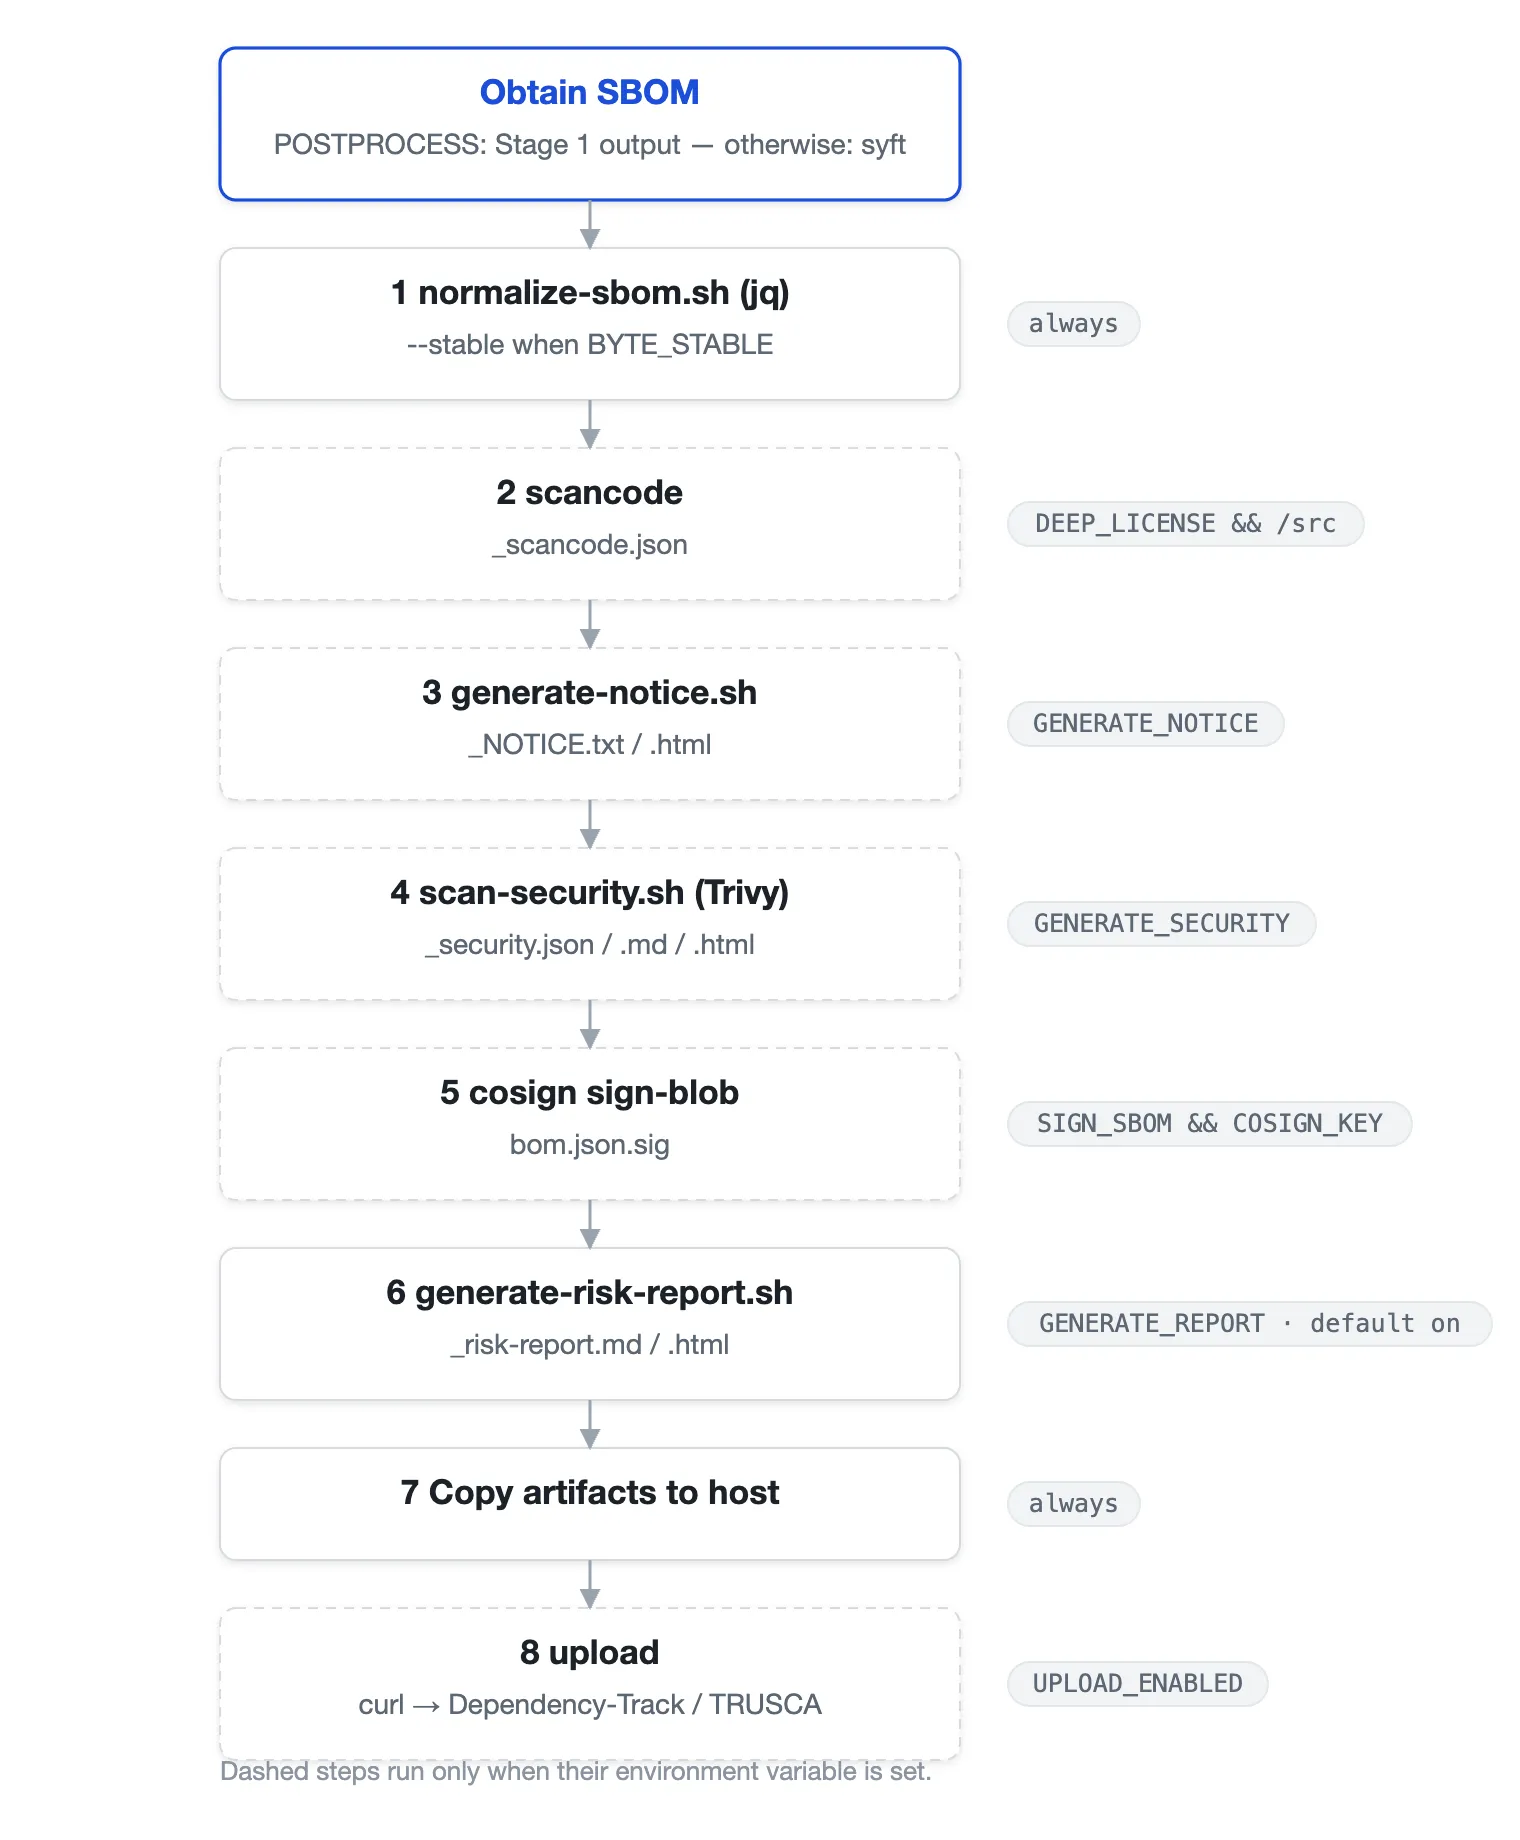 Obtain SBOM
POSTPROCESS: Stage 1 output — otherwise: syft
1 normalize-sbom.sh (jq)
--stable when BYTE_STABLE
always
2 scancode
_scancode.json
DEEP_LICENSE && /src
3 generate-notice.sh
_NOTICE.txt / .html
GENERATE_NOTICE
4 scan-security.sh (Trivy)
_security.json / .md / .html
GENERATE_SECURITY
5 cosign sign-blob
bom.json.sig
SIGN_SBOM && COSIGN_KEY
6 generate-risk-report.sh
_risk-report.md / .html
GENERATE_REPORT · default on
7 Copy artifacts to host
always
8 upload
curl → Dependency-Track / TRUSCA
UPLOAD_ENABLED
Dashed steps run only when their environment variable is set.